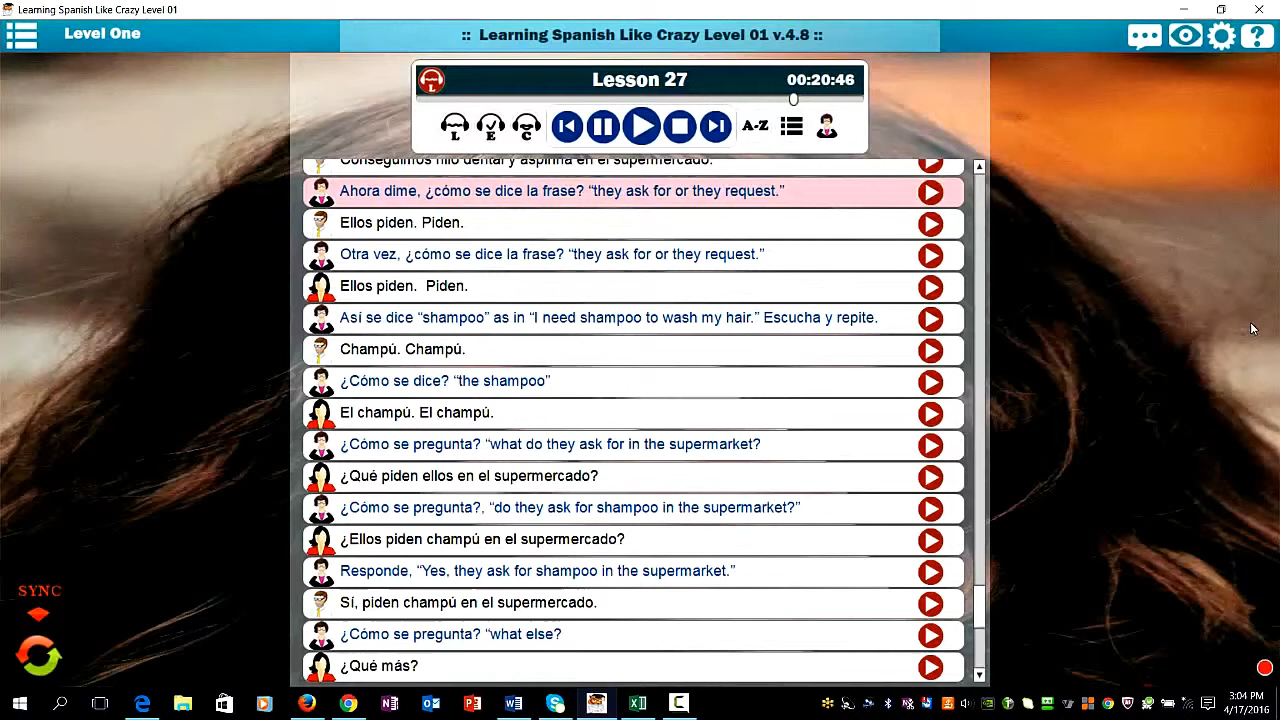 Learning Spanish Like Crazy Level 01
Level One
:: Learning Spanish Like Crazy Level 01 v.4.8 ::
L
Lesson 27
00:20:46
L
E
C
A-Z
Conseguimos hilo dental y aspirina en el supermercado.
Ahora dime, ¿cómo se dice la frase? “they ask for or they request.”
Ellos piden. Piden.
Otra vez, ¿cómo se dice la frase? “they ask for or they request.”
Ellos piden. Piden.
Así se dice “shampoo” as in “I need shampoo to wash my hair.” Escucha y repite.
Champú. Champú.
¿Cómo se dice? “the shampoo”
El champú. El champú.
¿Cómo se pregunta? “what do they ask for in the supermarket?
¿Qué piden ellos en el supermercado?
¿Cómo se pregunta?, “do they ask for shampoo in the supermarket?”
¿Ellos piden champú en el supermercado?
Responde, “Yes, they ask for shampoo in the supermarket.”
Sí, piden champú en el supermercado.
¿Cómo se pregunta? “what else?
¿Qué más?
SYNC
3:04 PM
4/17/2016